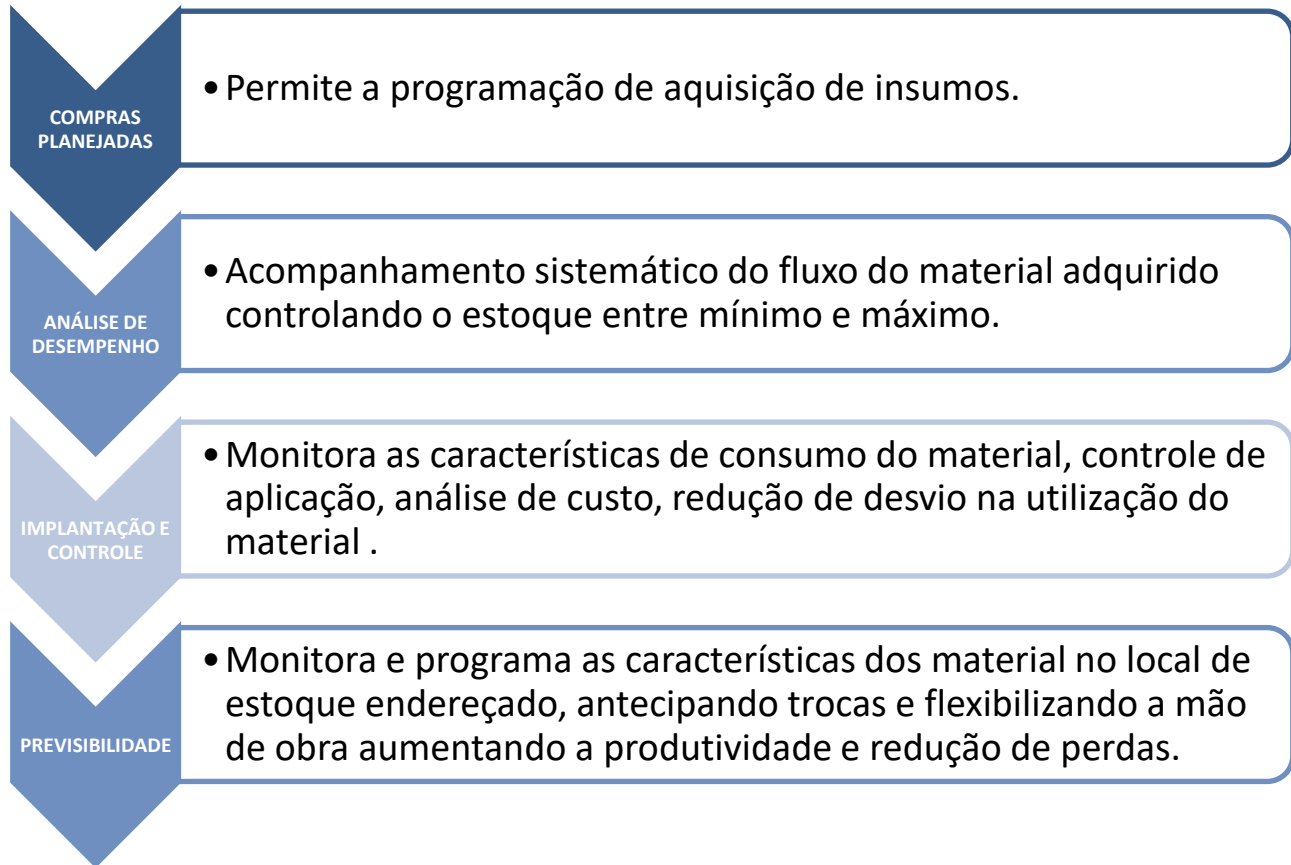 COMPRAS
PLANEJADAS
•Permite a programação de aquisição de insumos.
ANÁLISE DE
DESEMPENHO
•Acompanhamento sistemático do fluxo do material adquirido
controlando o estoque entre mínimo e máximo.
IMPLANTAÇÃO E
CONTROLE
•Monitora as características de consumo do material, controle de
aplicação, análise de custo, redução de desvio na utilização do
material .
PREVISIBILIDADE
•Monitora e programa as características dos material no local de
estoque endereçado, antecipando trocas e flexibilizando a mão
de obra aumentando a produtividade e redução de perdas.